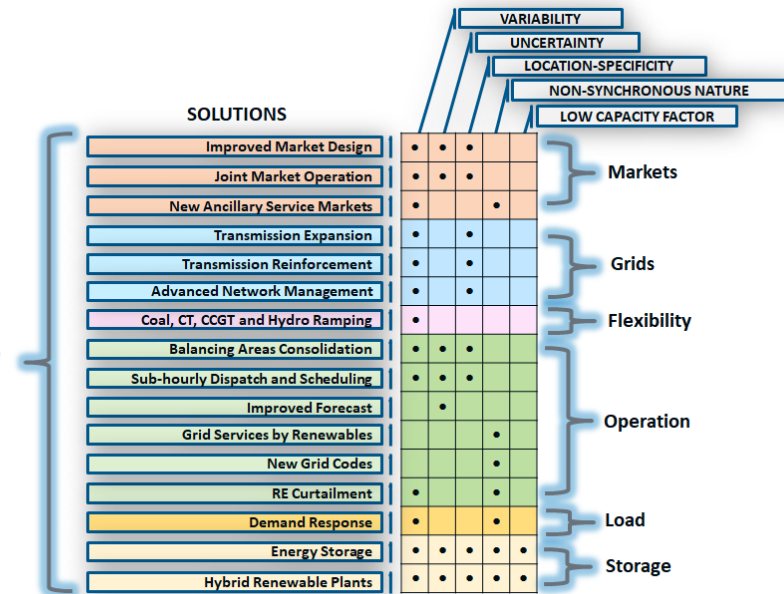 VARIABILITY
UNCERTAINTY
LOCATION-SPECIFICITY
NON-SYNCHRONOUS NATURE
LOW CAPACITY FACTOR
SOLUTIONS
Improved Market Design
Joint Market Operation
New Ancillary Service Markets
Markets
Transmission Expansion
Transmission Reinforcement
Advanced Network Management
Grids
Coal, CT, CCGT and Hydro Ramping
Flexibility
Balancing Areas Consolidation
Sub-hourly Dispatch and Scheduling
Improved Forecast
Grid Services by Renewables
New Grid Codes
RE Curtailment
Operation
Demand Response
Load
Energy Storage
Hybrid Renewable Plants
Storage